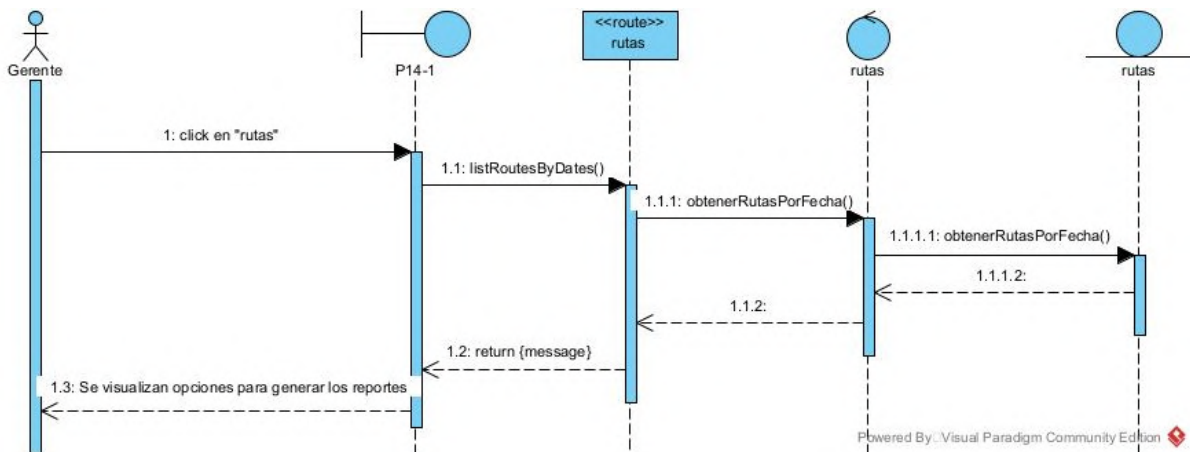 <<route>>
rutas
Gerente
P14-1
rutas
rutas
1: click en "rutas"
1.1: listRoutesByDates()
1.1.1: obtenerRutasPorFecha()
1.1.1.1: obtenerRutasPorFecha()
1.1.1.2:
1.1.2:
1.2: return {message}
1.3: Se visualizan opciones para generar los reportes
Powered By Visual Paradigm Community Edition